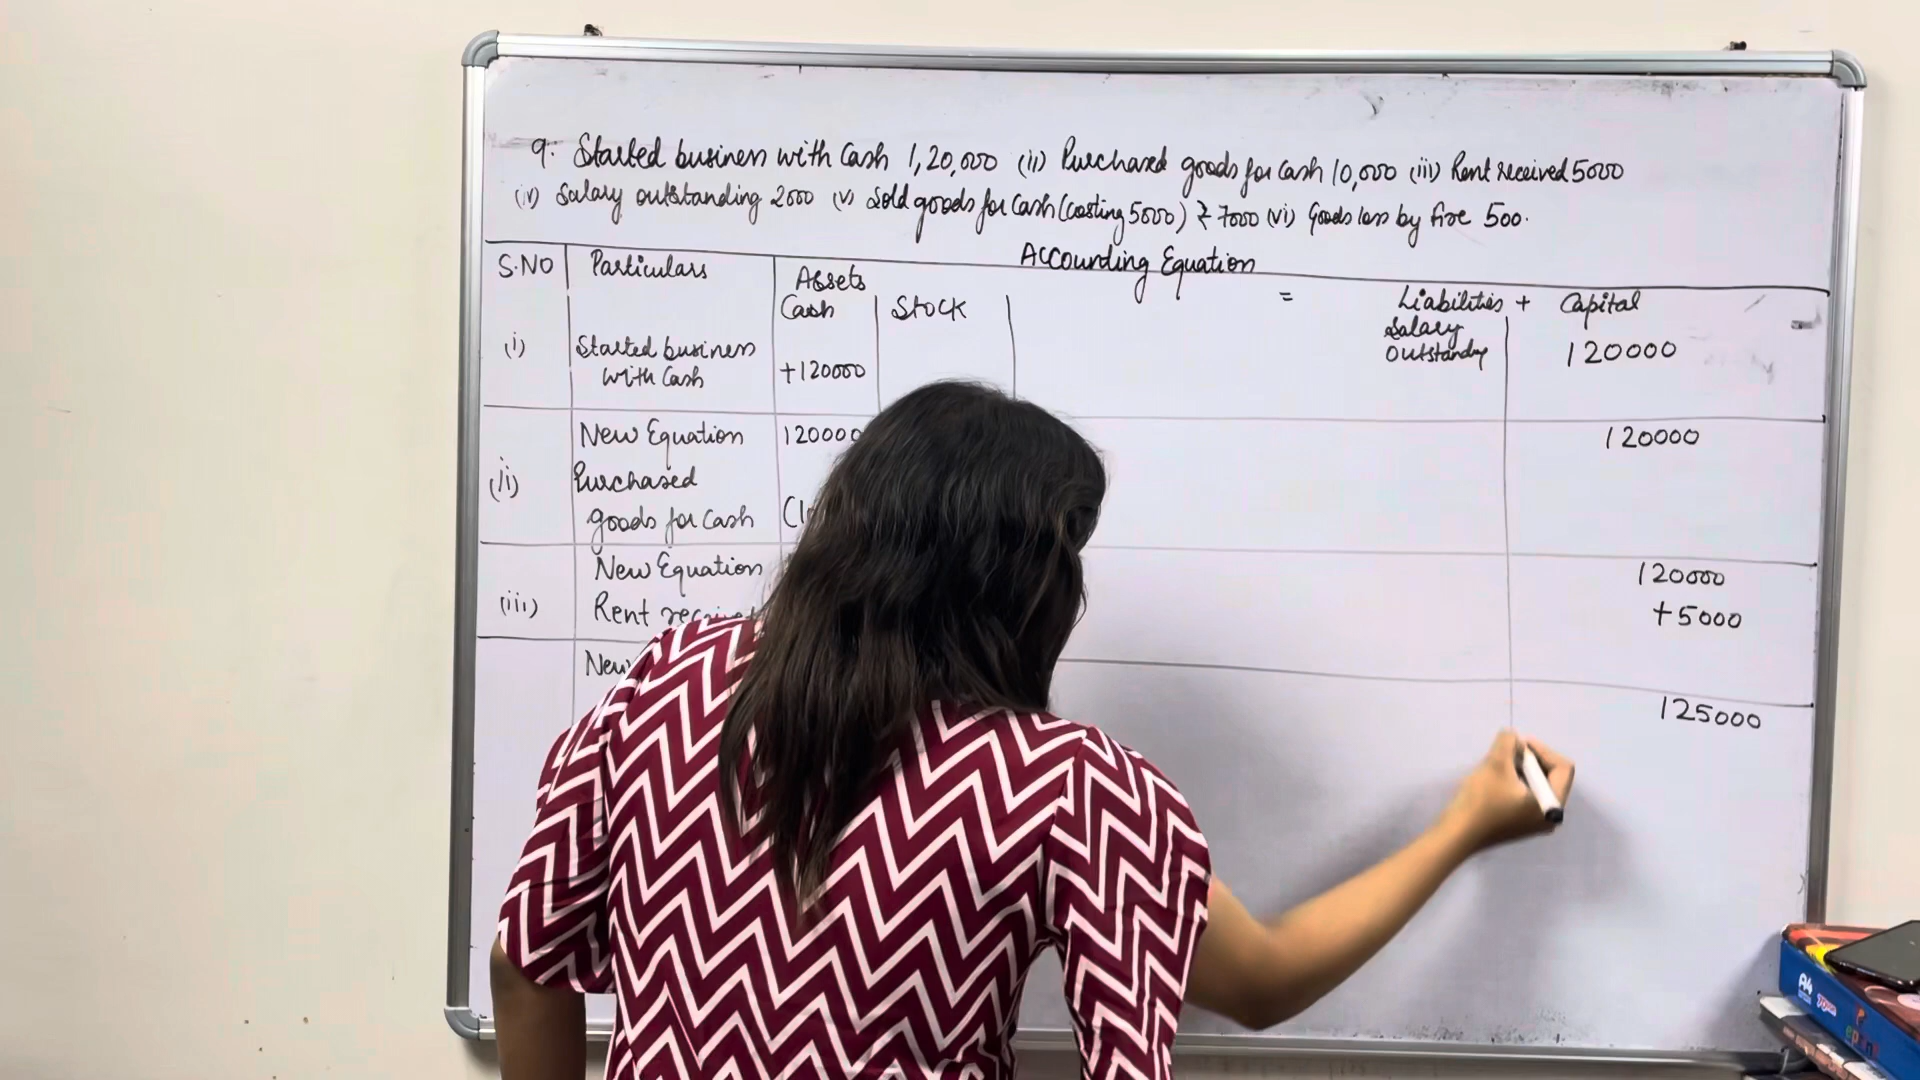 9. Started business with Cash 1,20,000 (ii) Purchased goods for cash 10,000 (iii) Rent received 5000
(iv) Salary outstanding 2000 (v) Sold goods for cash (costing 5000) ₹ 7000 (vi) Goods loss by fire 500.
Accounting Equation
S.NO Particulars Assets = Liabilities + Capital
Cash Stock Salary Outstanding
(i) Started business with Cash +120000 120000
New Equation 120000 120000
(ii) Purchased
goods for cash
New Equation 120000
(iii) Rent +5000
125000
A4